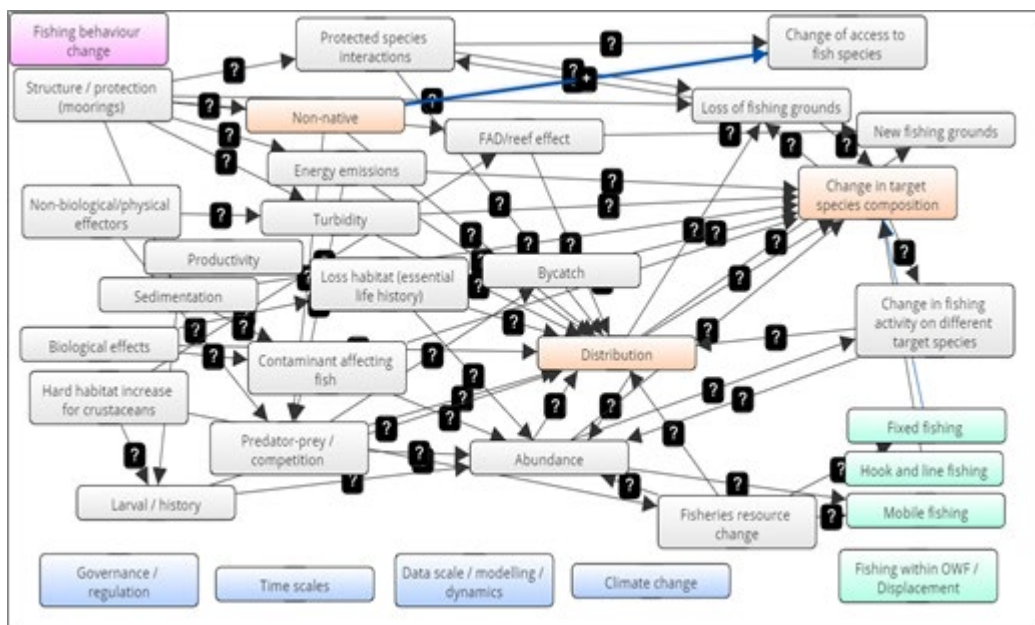 Fishing behaviour
change
Protected species
interactions
Change of access to
fish species
Structure / protection
(moorings)
Non-native
Loss of fishing grounds
FAD/reef effect
New fishing grounds
Energy emissions
Change in target
species composition
Non-biological/physical
effectors
Turbidity
Productivity
Loss habitat (essential
life history)
Bycatch
Sedimentation
Change in fishing
activity on different
target species
Biological effects
Contaminant affecting
fish
Distribution
Hard habitat increase
for crustaceans
Predator-prey /
competition
Abundance
Fixed fishing
Hook and line fishing
Larval / history
Fisheries resource
change
Mobile fishing
Governance /
regulation
Time scales
Data scale / modelling /
dynamics
Climate change
Fishing within OWF /
Displacement